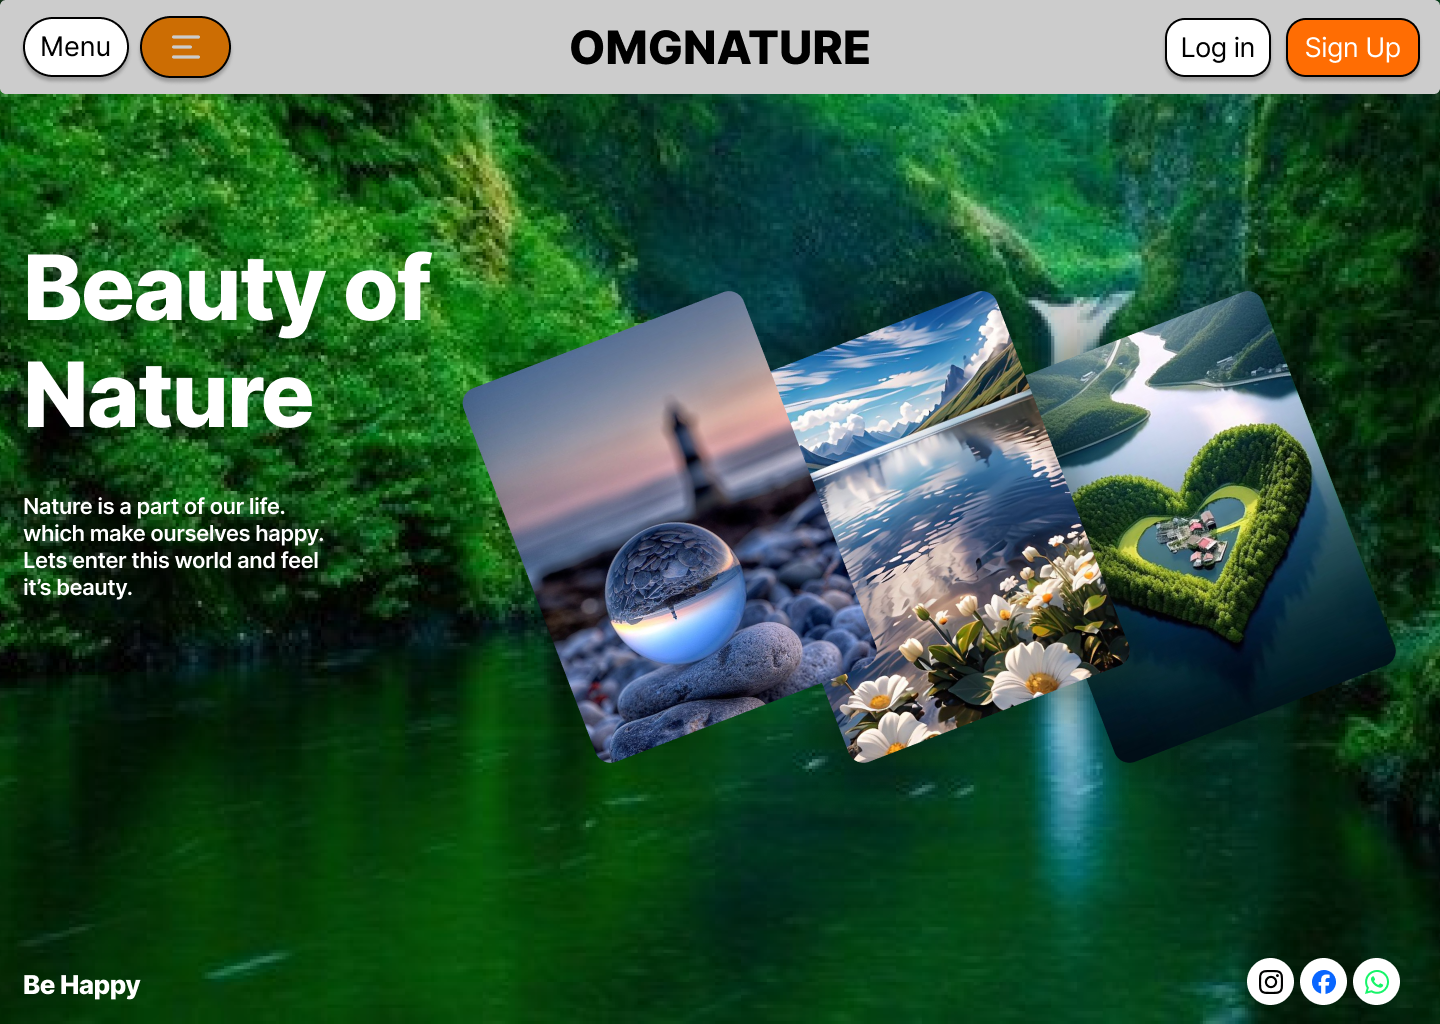 Menu
OMGNATURE
Log in
Sign Up
Beauty of
Nature
Nature is a part of our life.
which make ourselves happy.
Lets enter this world and feel
it’s beauty.
Be Happy